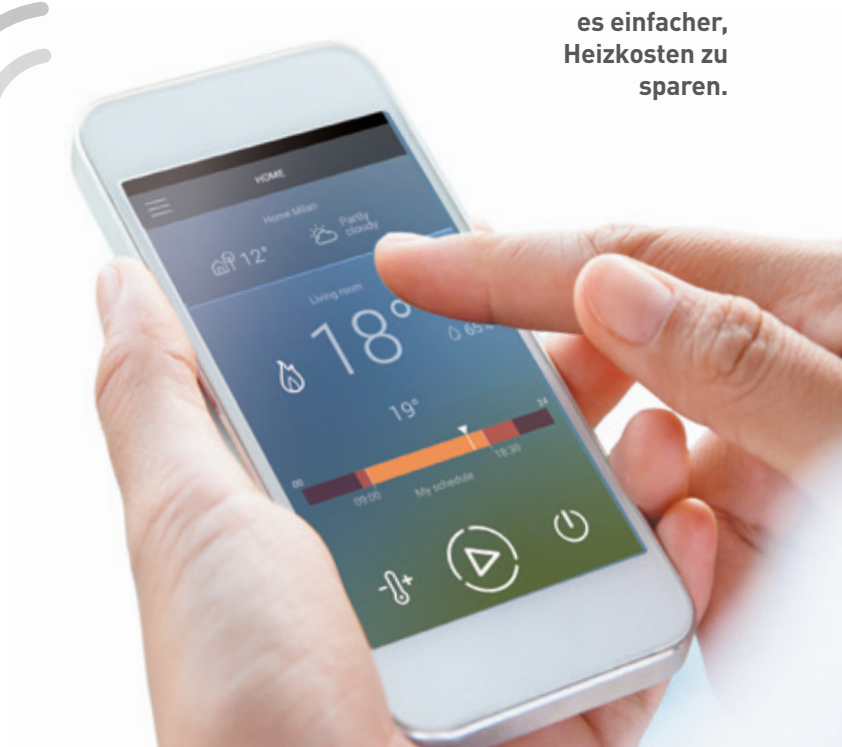 es einfacher,
Heizkosten zu
sparen.
HOME
Home Milan
12°
Partly
cloudy
Living room
18°
65%
19°
00
24
09:00
18:30
My schedule